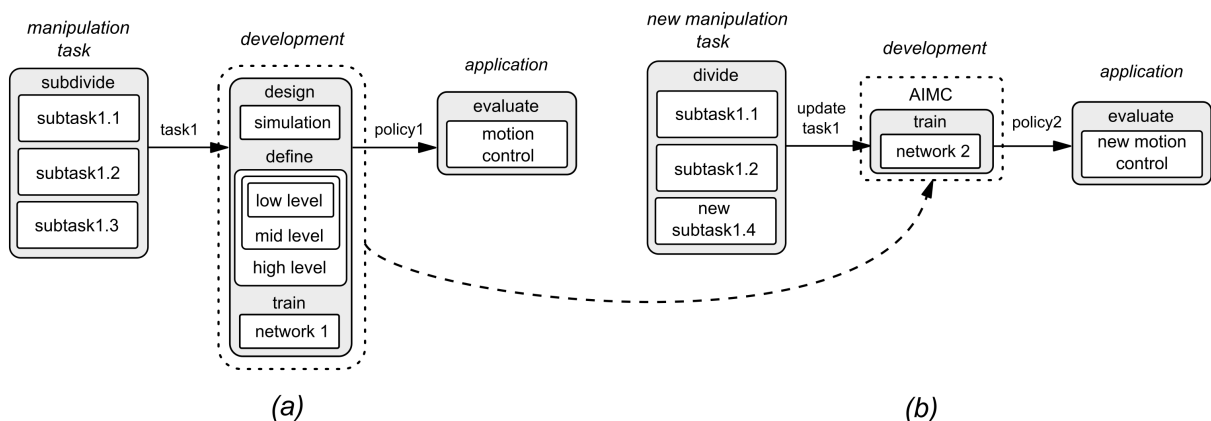 manipulation
task
subdivide
subtask1.1
subtask1.2
subtask1.3
task1
development
design
simulation
define
low level
mid level
high level
train
network 1
policy1
application
evaluate
motion
control
(a)
new manipulation
task
divide
subtask1.1
subtask1.2
new
subtask1.4
update
task1
development
AIMC
train
network 2
policy2
application
evaluate
new motion
control
(b)